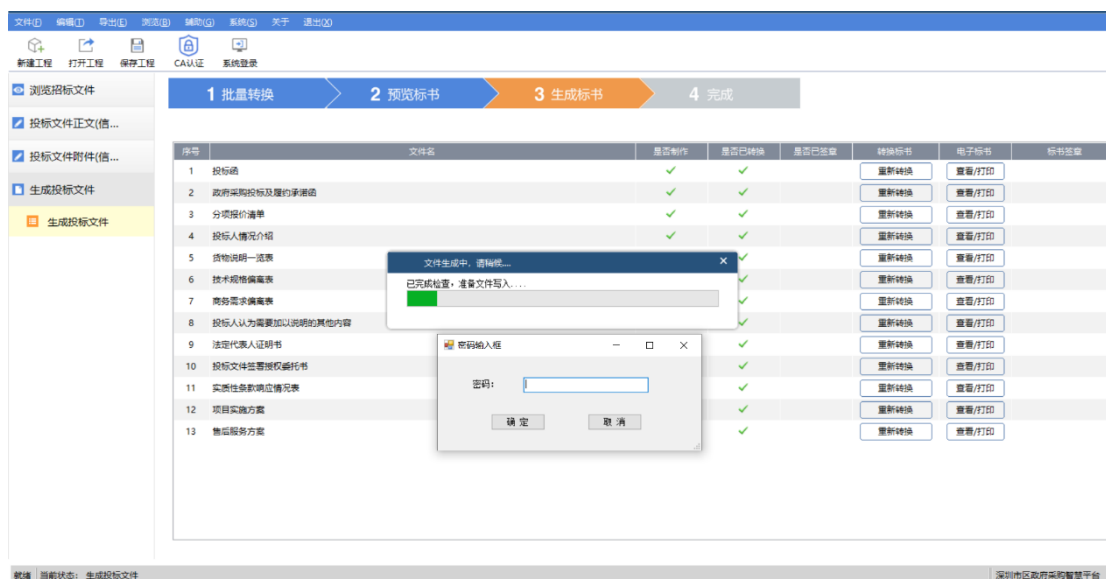 文件(F) 编辑(T) 导出(E) 浏览(B) 辅助(G) 系统(S) 关于 退出(X)
新建工程 打开工程 保存工程 CA认证 系统登录
浏览招标文件
投标文件正文(信...
投标文件附件(信...
生成投标文件
生成投标文件
1 批量转换 2 预览标书 3 生成标书 4 完成
序号 文件名 是否制作 是否已转换 是否已签章 转换标书 电子标书 标书签章
1 投标函 重新转换 查看/打印
2 政府采购投标及履约承诺函 重新转换 查看/打印
3 分项报价清单 重新转换 查看/打印
4 投标人情况介绍 重新转换 查看/打印
5 货物说明一览表 重新转换 查看/打印
6 技术规格偏离表 重新转换 查看/打印
7 商务需求偏离表 重新转换 查看/打印
8 投标人认为需要加以说明的其他内容 重新转换 查看/打印
9 法定代表人证明书 重新转换 查看/打印
10 投标文件签署授权委托书 重新转换 查看/打印
11 实质性条款响应情况表 重新转换 查看/打印
12 项目实施方案 重新转换 查看/打印
13 售后服务方案 重新转换 查看/打印
文件生成中，请稍候....
已完成检查，准备文件写入....
密码输入框
密码：
确 定 取 消
就绪 当前状态： 生成投标文件 深圳市区政府采购智慧平台